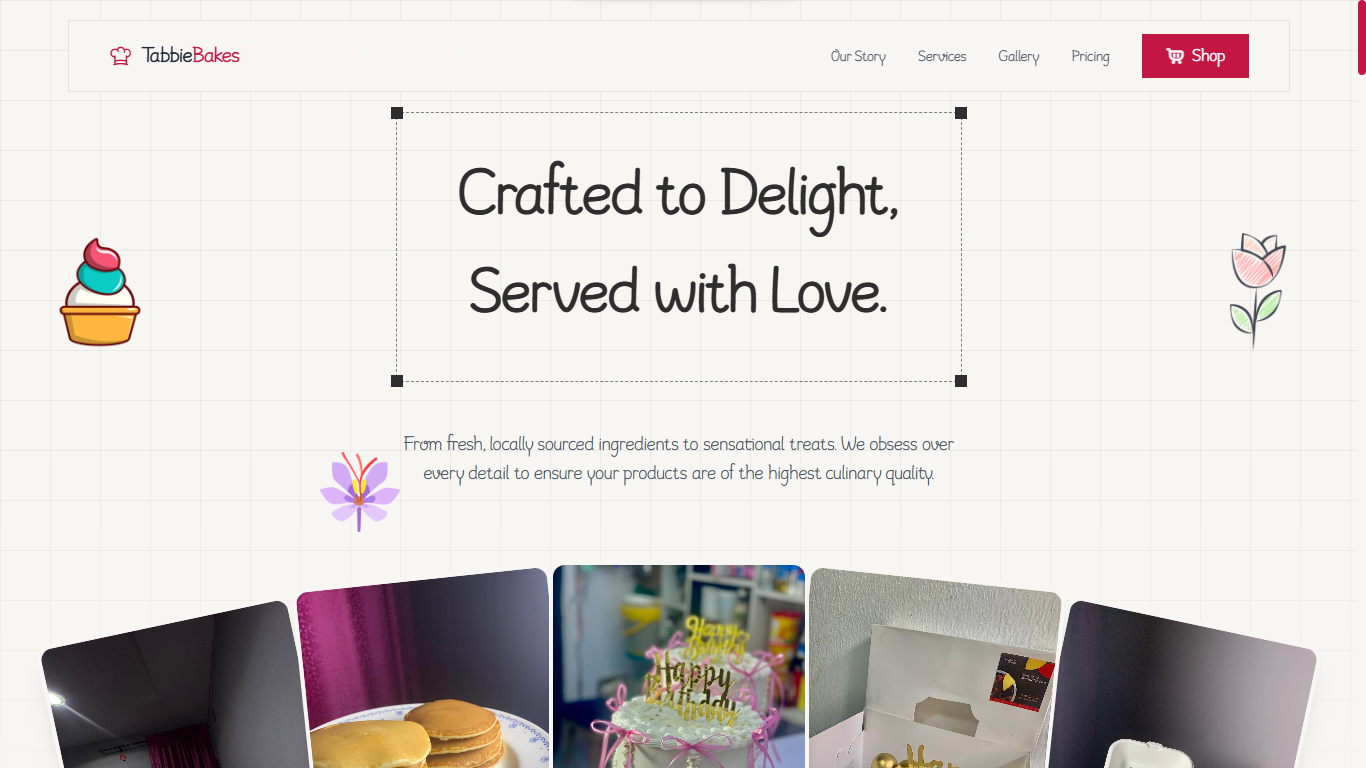 TabbieBakes
Our Story
Services
Gallery
Pricing
Shop
Crafted to Delight,
Served with Love.
From fresh, locally sourced ingredients to sensational treats. We obsess over
every detail to ensure your products are of the highest culinary quality.
Happy
Birthday
Happy
Birthday